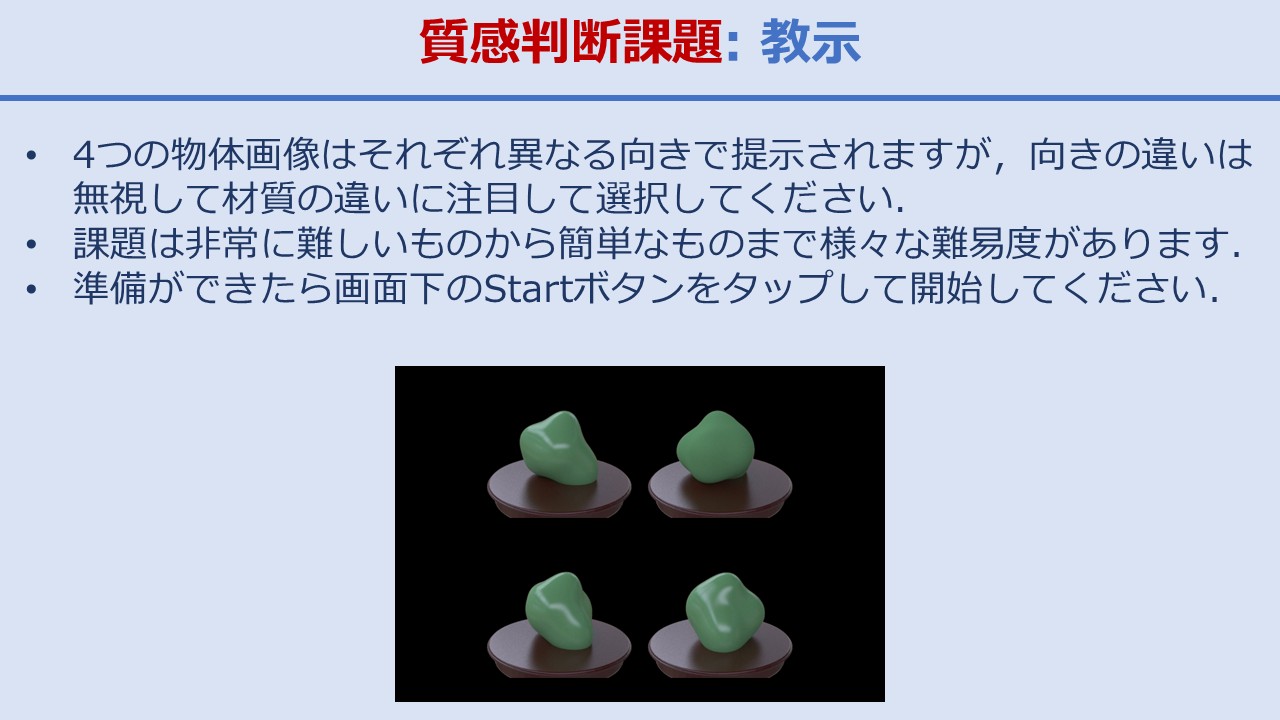 質感判断課題: 教示
• 4つの物体画像はそれぞれ異なる向きで提示されますが，向きの違いは
無視して材質の違いに注目して選択してください．
• 課題は非常に難しいものから簡単なものまで様々な難易度があります．
• 準備ができたら画面下のStartボタンをタップして開始してください．